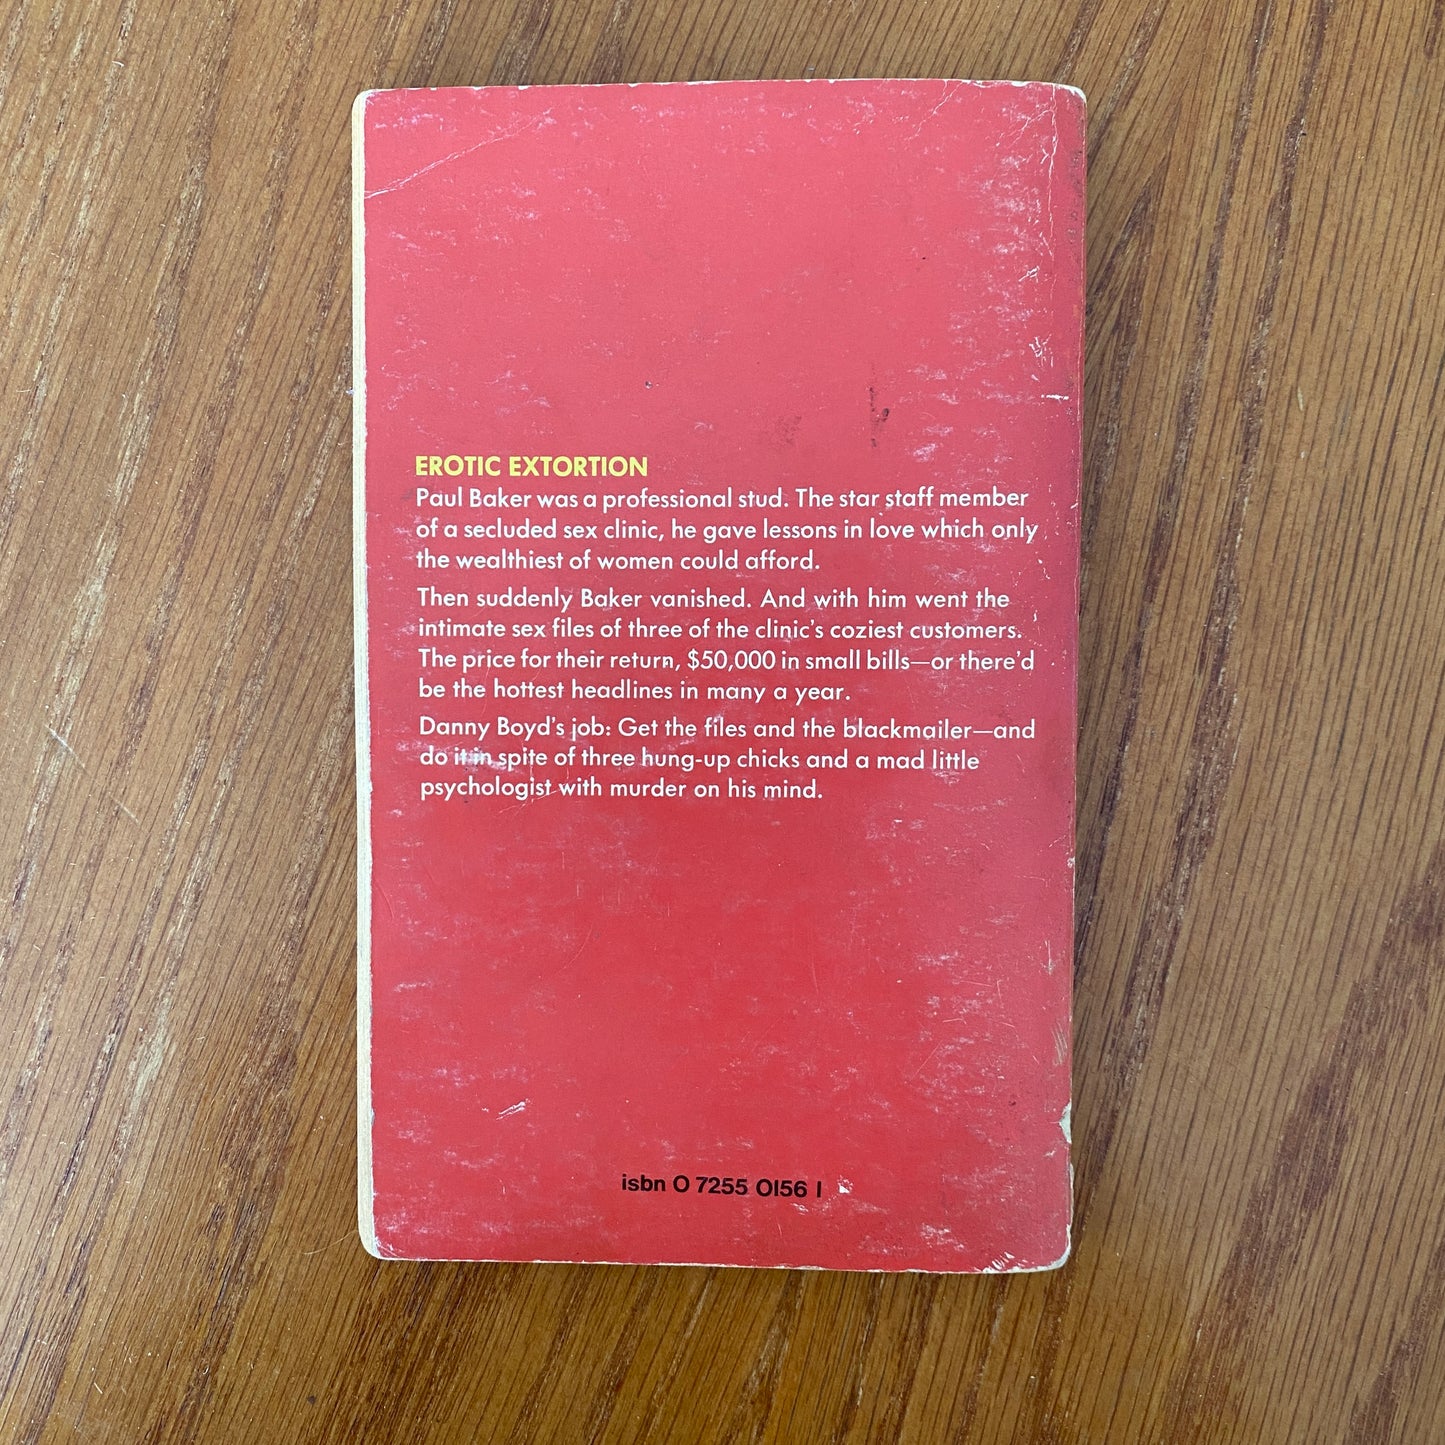 EROTIC EXTORTION
Paul Baker was a professional stud. The star staff member
of a secluded sex clinic, he gave lessons in love which only
the wealthiest of women could afford.
Then suddenly Baker vanished. And with him went the
intimate sex files of three of the clinic's coziest customers.
The price for their return, $50,000 in small bills—or there'd
be the hottest headlines in many a year.
Danny Boyd's job: Get the files and the blackmailer—and
do it in spite of three hung-up chicks and a mad little
psychologist with murder on his mind.
isbn 0 7255 0156 1